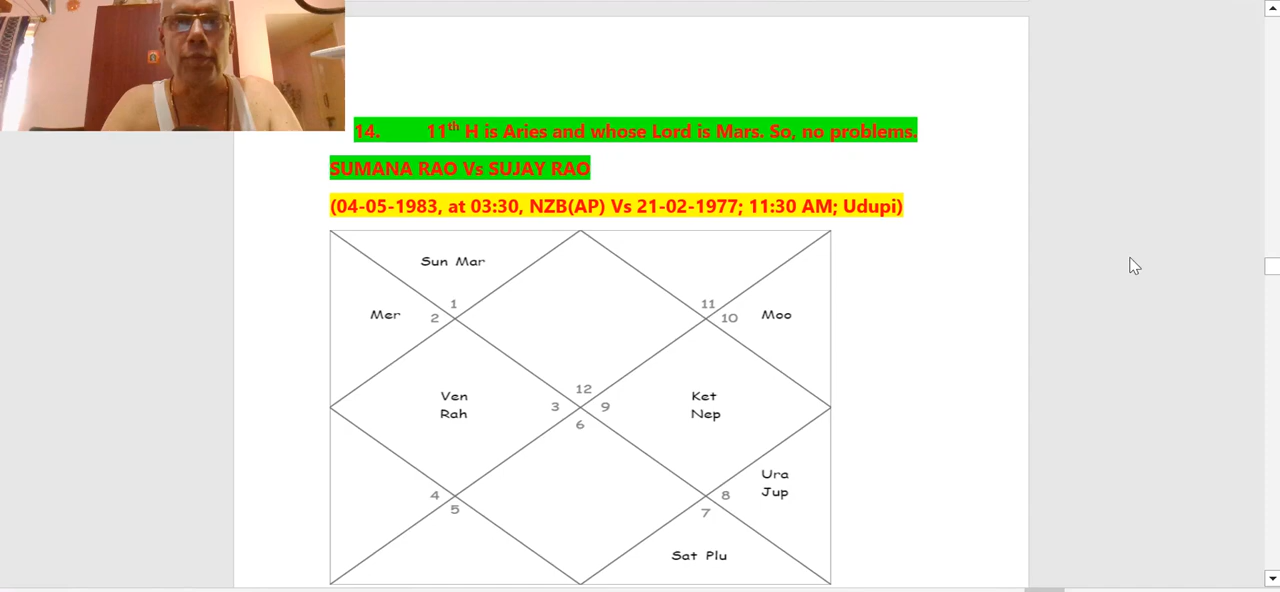 14. 11th H is Aries and whose Lord is Mars. So, no problems.
SUMANA RAO Vs SUJAY RAO
(04-05-1983, at 03:30, NZB(AP) Vs 21-02-1977; 11:30 AM; Udupi)
Sun Mar
1
11
Mer
2
10
Moo
12
Ven
Rah
3
9
Ket
Nep
6
Ura
Jup
4
8
5
7
Sat Plu